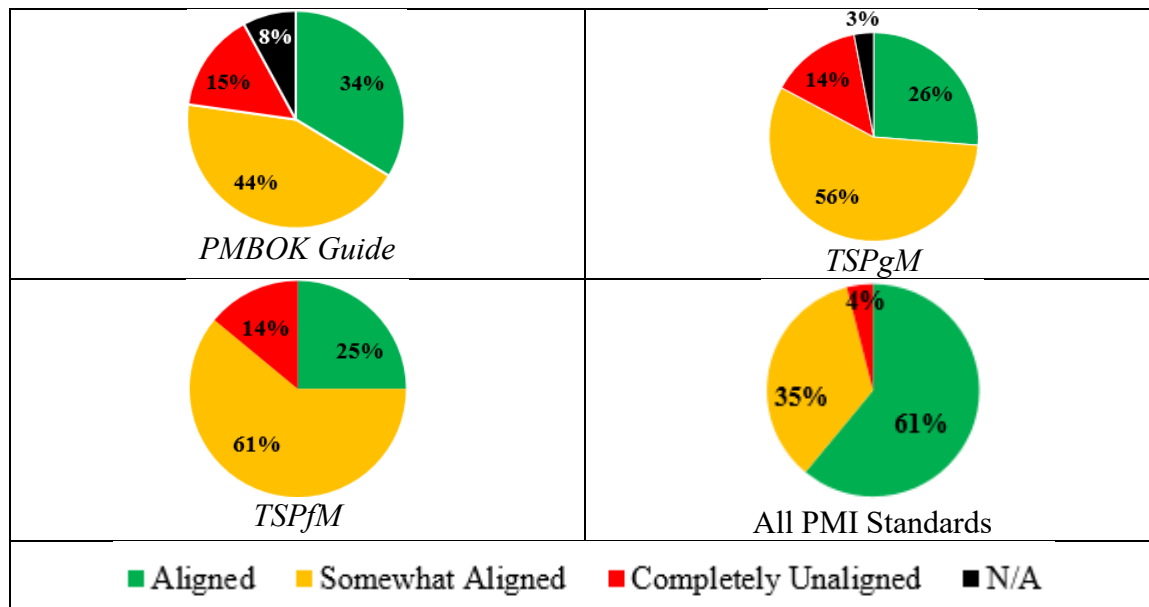 8%
34%
15%
44%
PMBOK Guide
3%
14%
26%
56%
TSPgM
14%
25%
61%
TSPfM
4%
35%
61%
All PMI Standards
Aligned Somewhat Aligned Completely Unaligned N/A